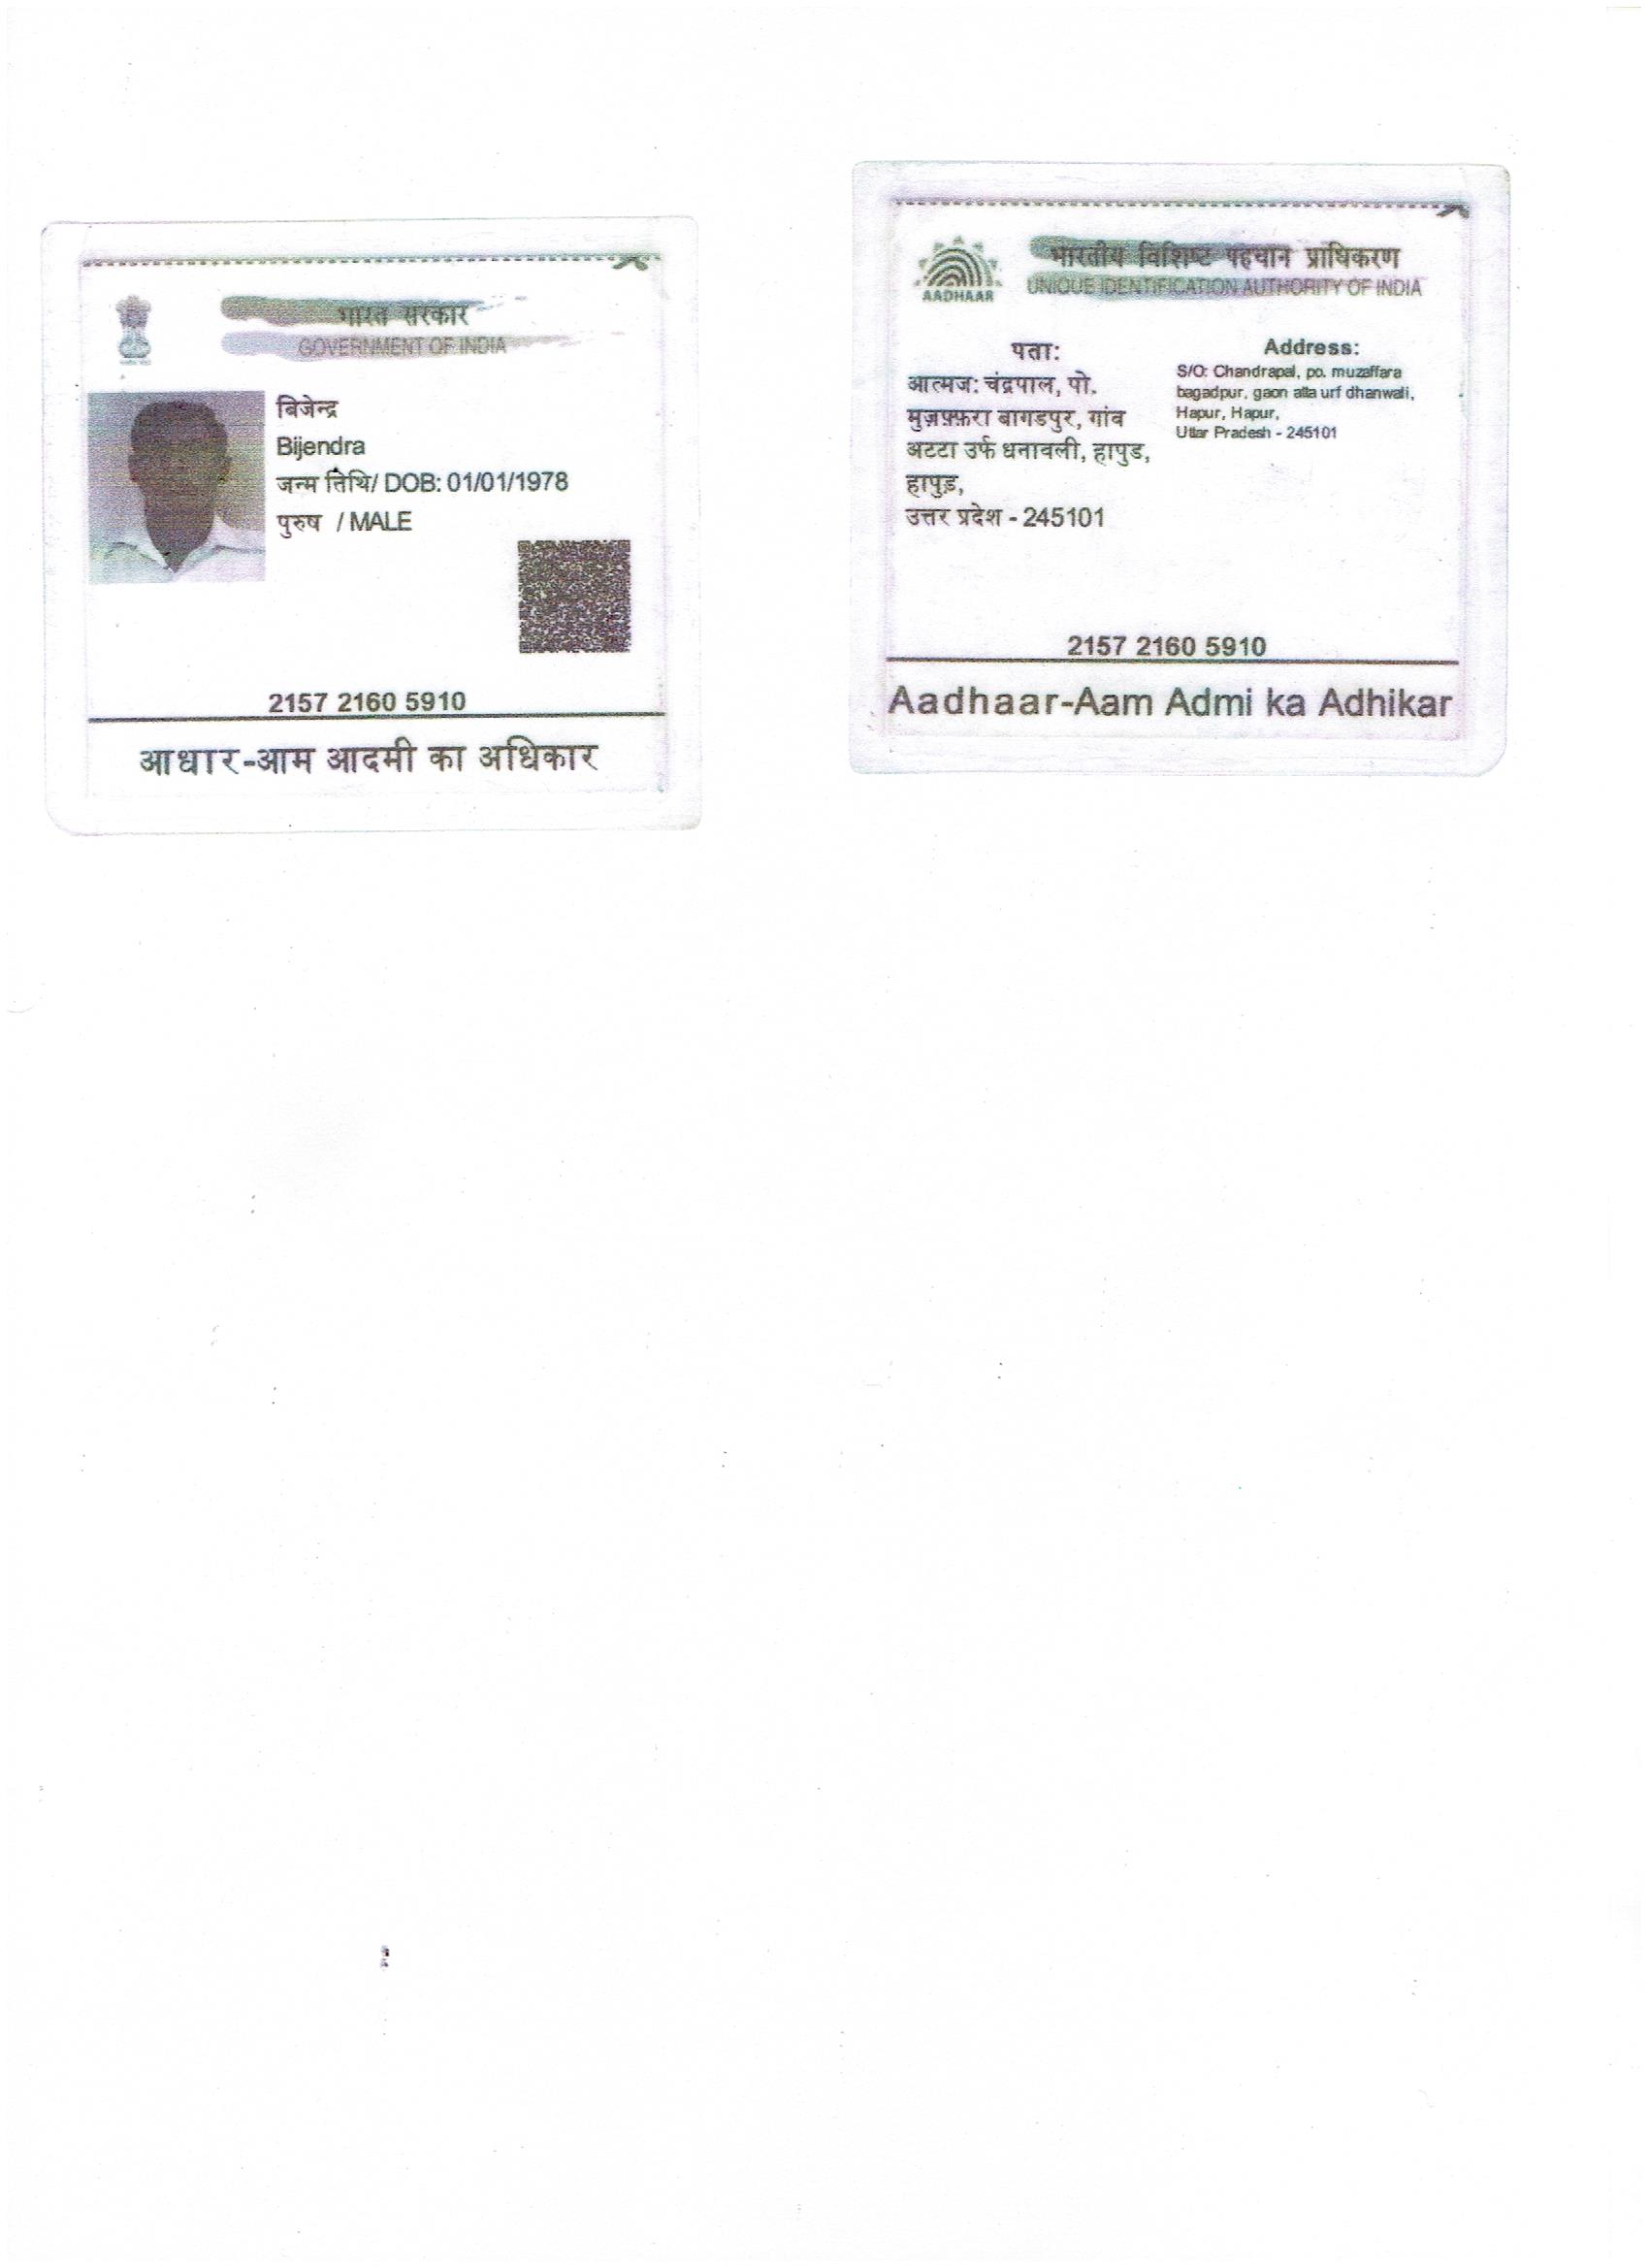 भारत सरकार
GOVERNMENT OF INDIA
बिजेन्द्र
Bijendra
जन्म तिथि/ DOB: 01/01/1978
पुरुष / MALE
2157 2160 5910
आधार-आम आदमी का अधिकार
AADHAAR
भारतीय विशिष्ट पहचान प्राधिकरण
UNIQUE IDENTIFICATION AUTHORITY OF INDIA
पता:
आत्मज: चंद्रपाल, पो.
मुज़फ़्फ़रा बागडपुर, गांव
अटटा उर्फ धनावली, हापुड,
हापुड़,
उत्तर प्रदेश - 245101
Address:
S/O: Chandrapal, po. muzaffara
bagadpur, gaon atta urf dhanwali,
Hapur, Hapur,
Uttar Pradesh - 245101
2157 2160 5910
Aadhaar-Aam Admi ka Adhikar